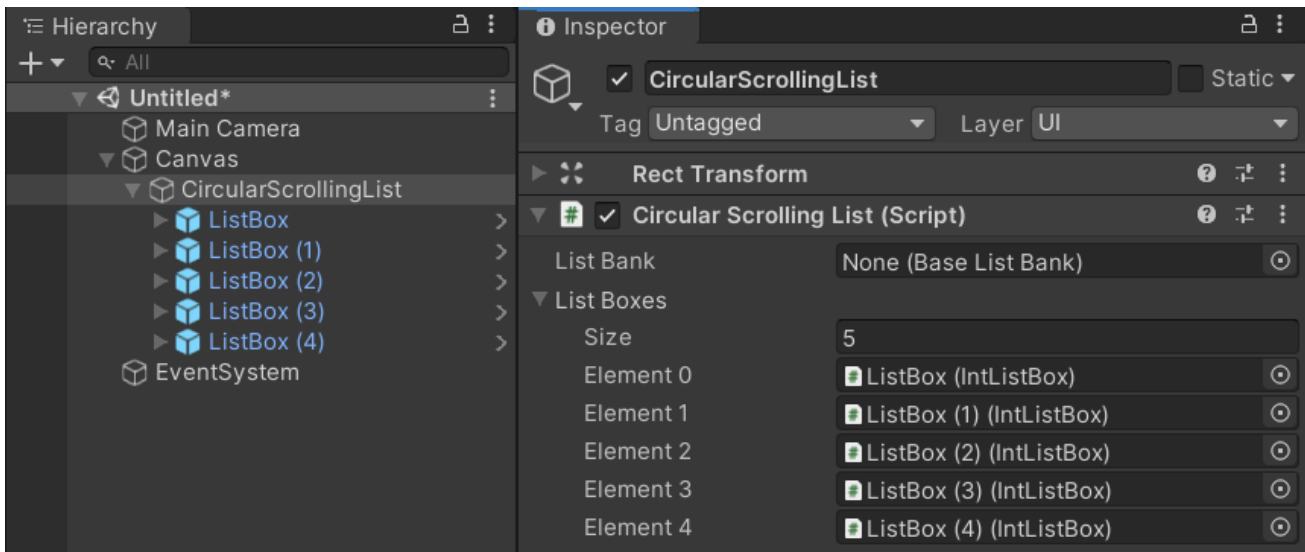 Hierarchy
All
Untitled*
Main Camera
Canvas
CircularScrollingList
ListBox
ListBox (1)
ListBox (2)
ListBox (3)
ListBox (4)
EventSystem
Inspector
CircularScrollingList
Static
Tag Untagged Layer UI
Rect Transform
# Circular Scrolling List (Script)
List Bank None (Base List Bank)
List Boxes
Size 5
Element 0 ListBox (IntListBox)
Element 1 ListBox (1) (IntListBox)
Element 2 ListBox (2) (IntListBox)
Element 3 ListBox (3) (IntListBox)
Element 4 ListBox (4) (IntListBox)